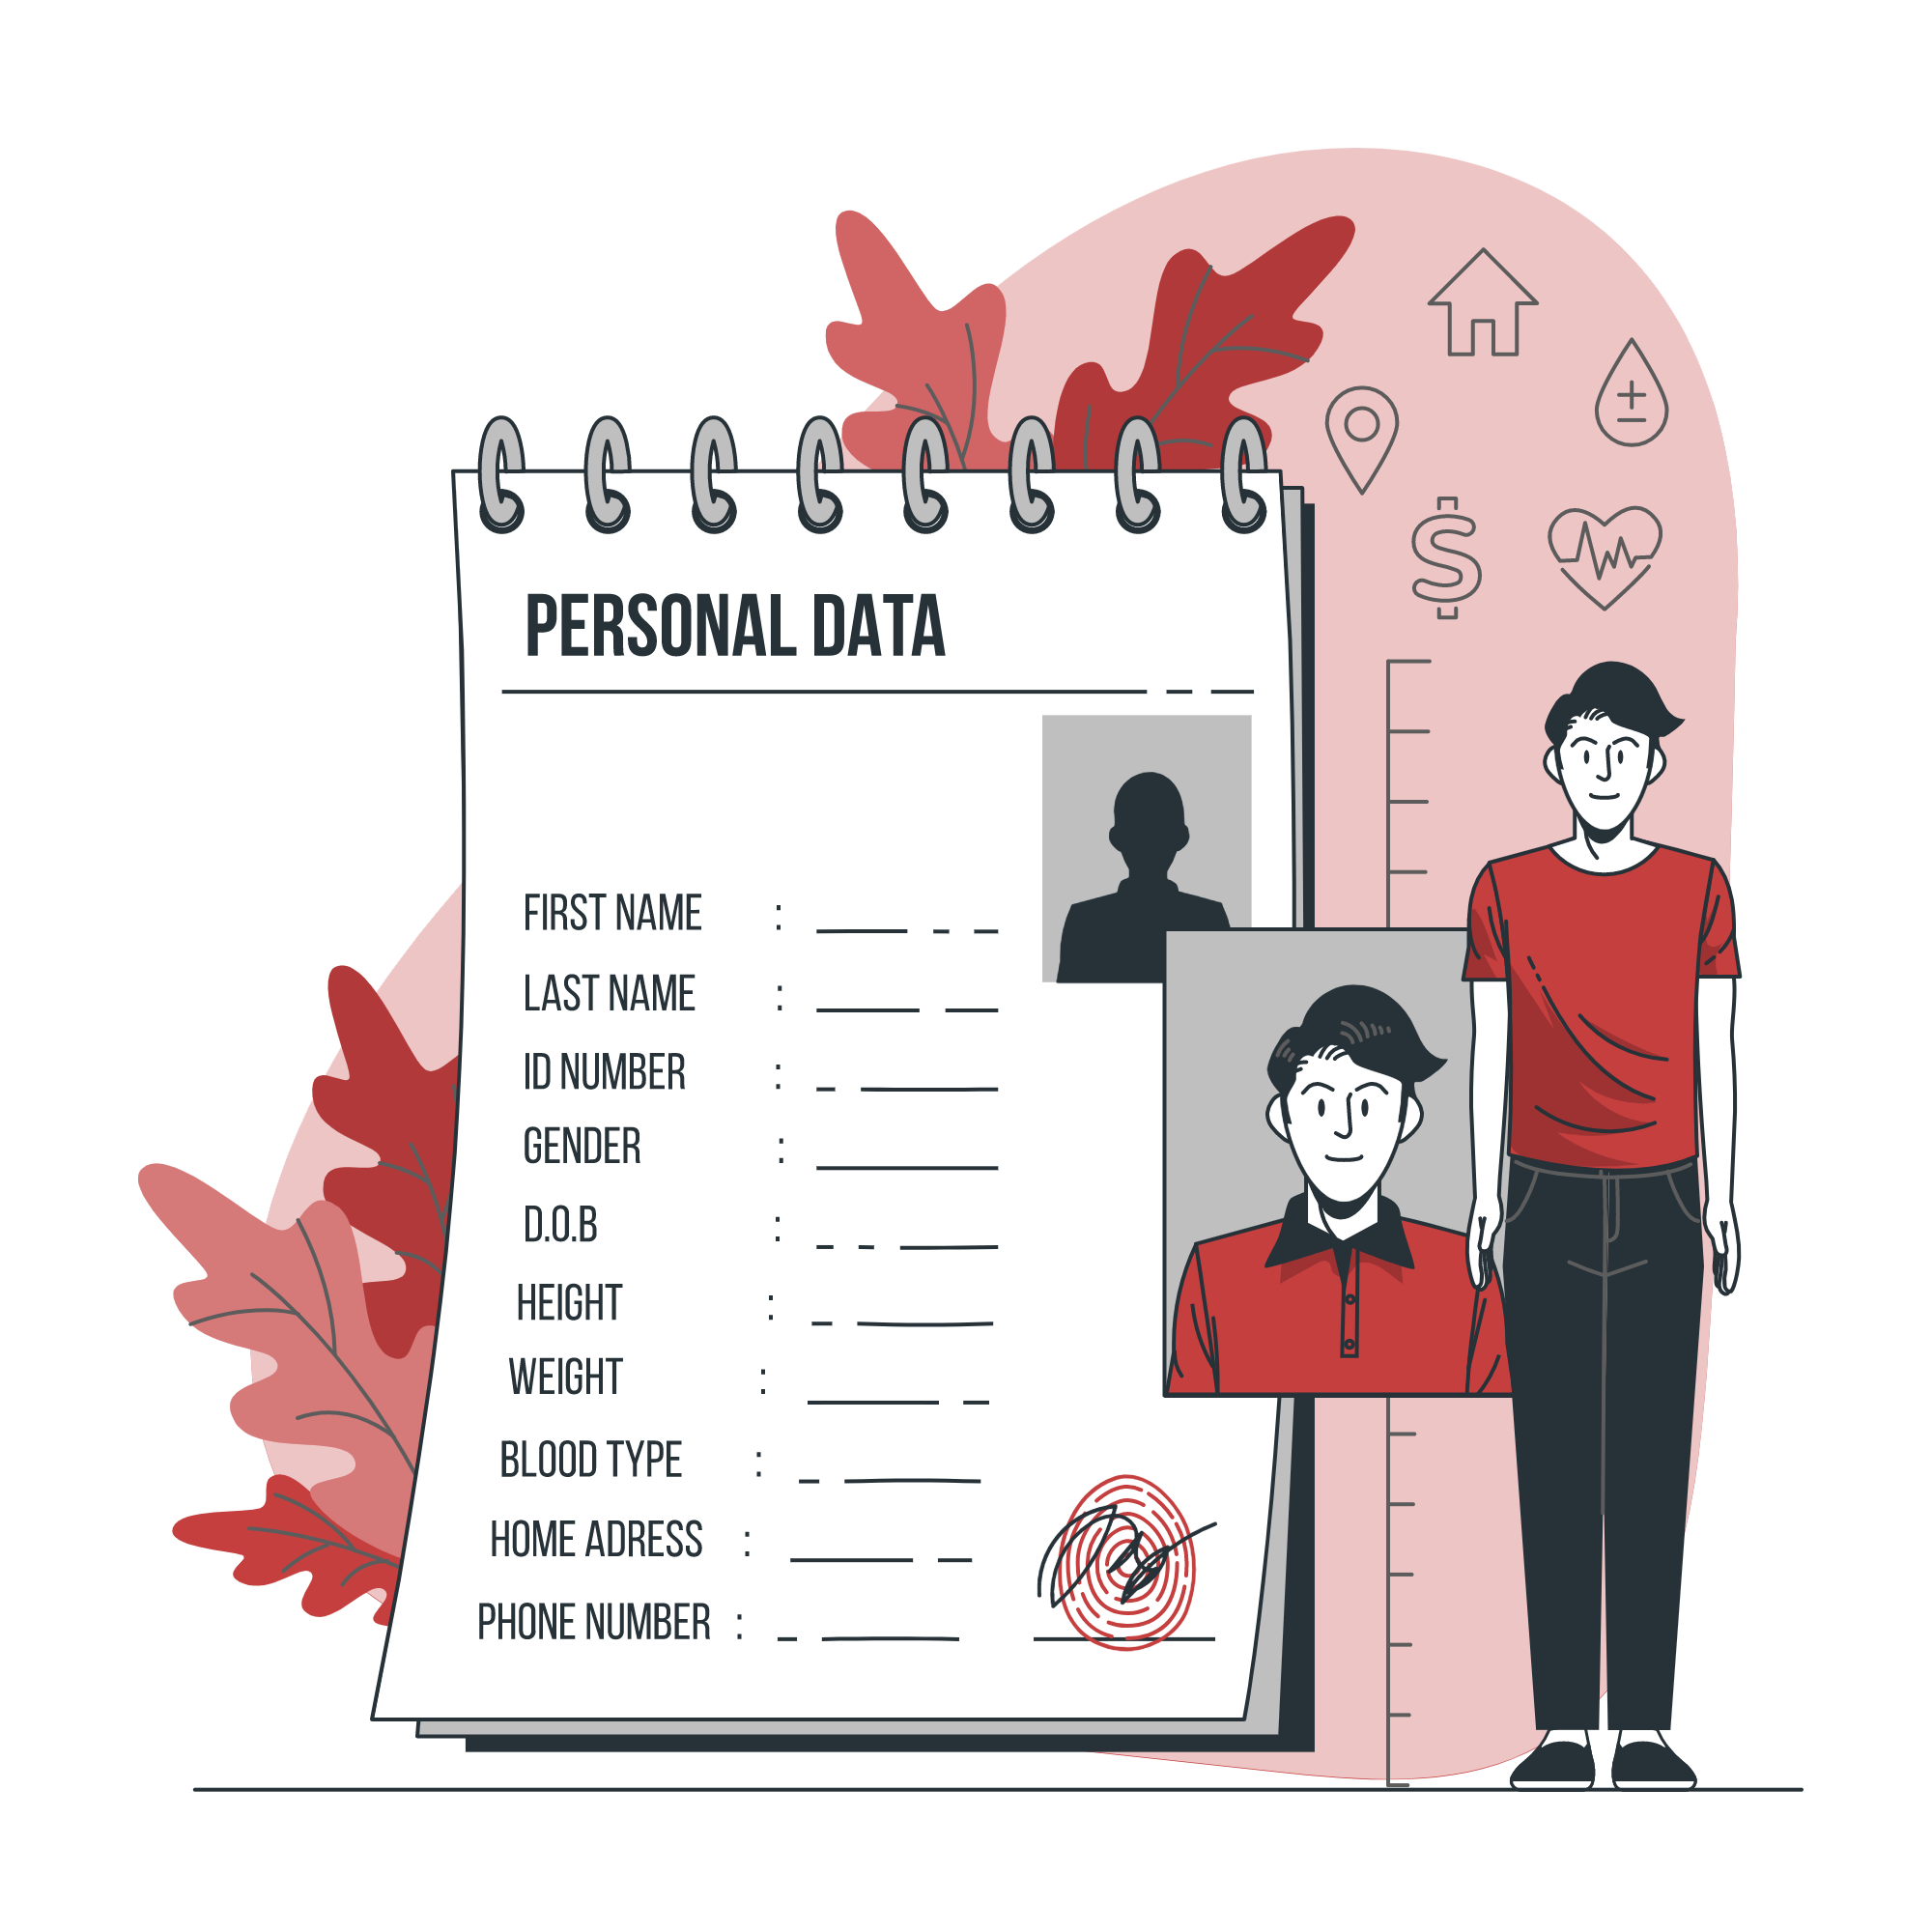 PERSONAL DATA
FIRST NAME :
LAST NAME :
ID NUMBER :
GENDER :
D.O.B :
HEIGHT :
WEIGHT :
BLOOD TYPE :
HOME ADRESS :
PHONE NUMBER :
$